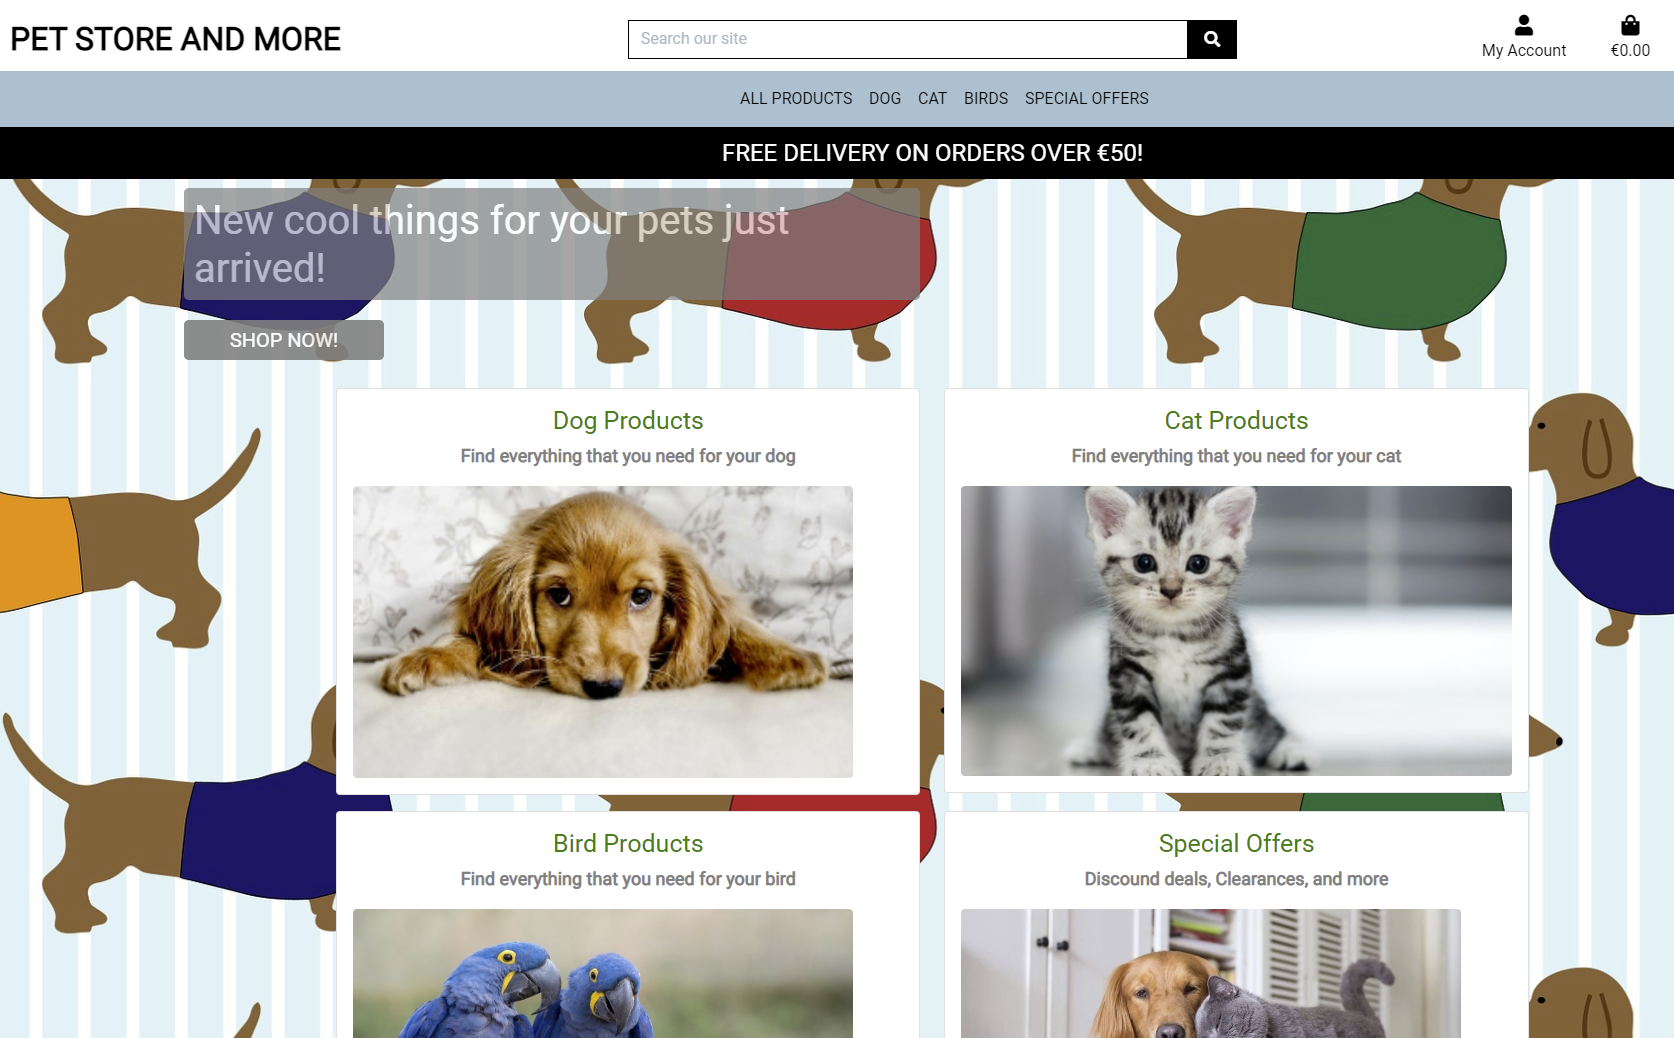 PET STORE AND MORE
Search our site
My Account
€0.00
ALL PRODUCTS DOG CAT BIRDS SPECIAL OFFERS
FREE DELIVERY ON ORDERS OVER €50!
New cool things for your pets just
arrived!
SHOP NOW!
Dog Products
Find everything that you need for your dog
Cat Products
Find everything that you need for your cat
Bird Products
Find everything that you need for your bird
Special Offers
Discound deals, Clearances, and more